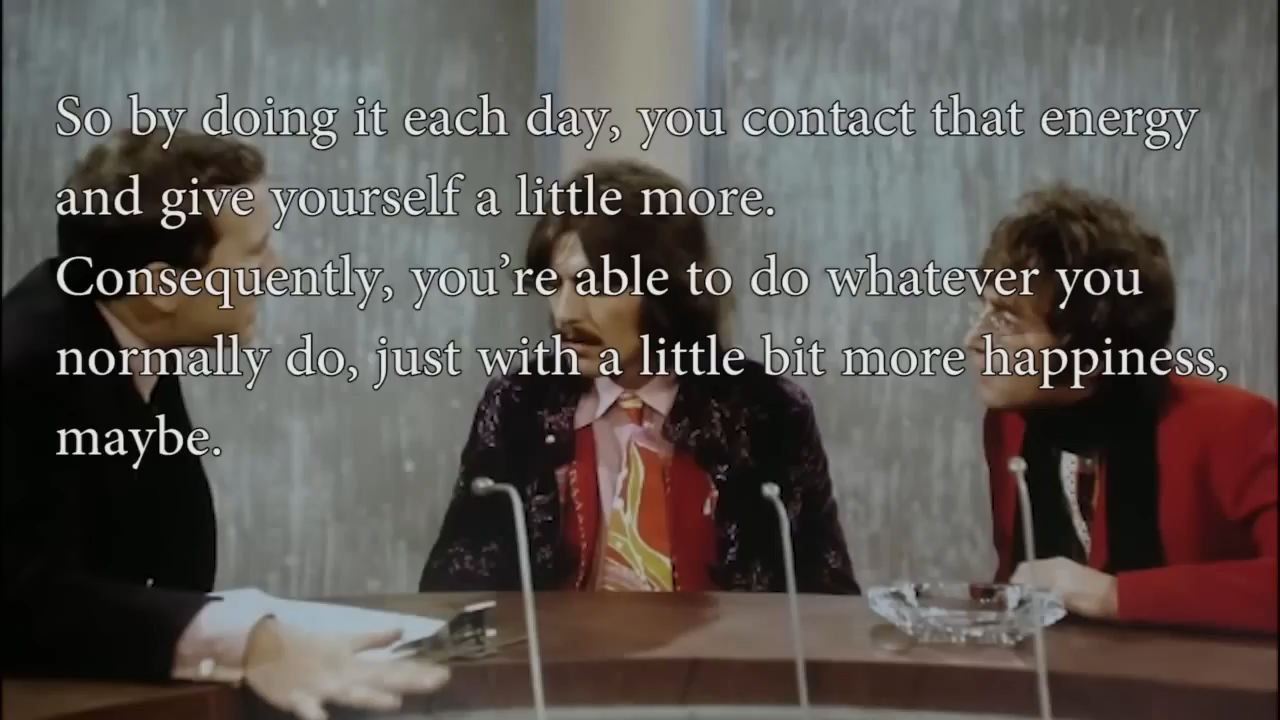 So by doing it each day, you contact that energy
and give yourself a little more.
Consequently, you’re able to do whatever you
normally do, just with a little bit more happiness,
maybe.